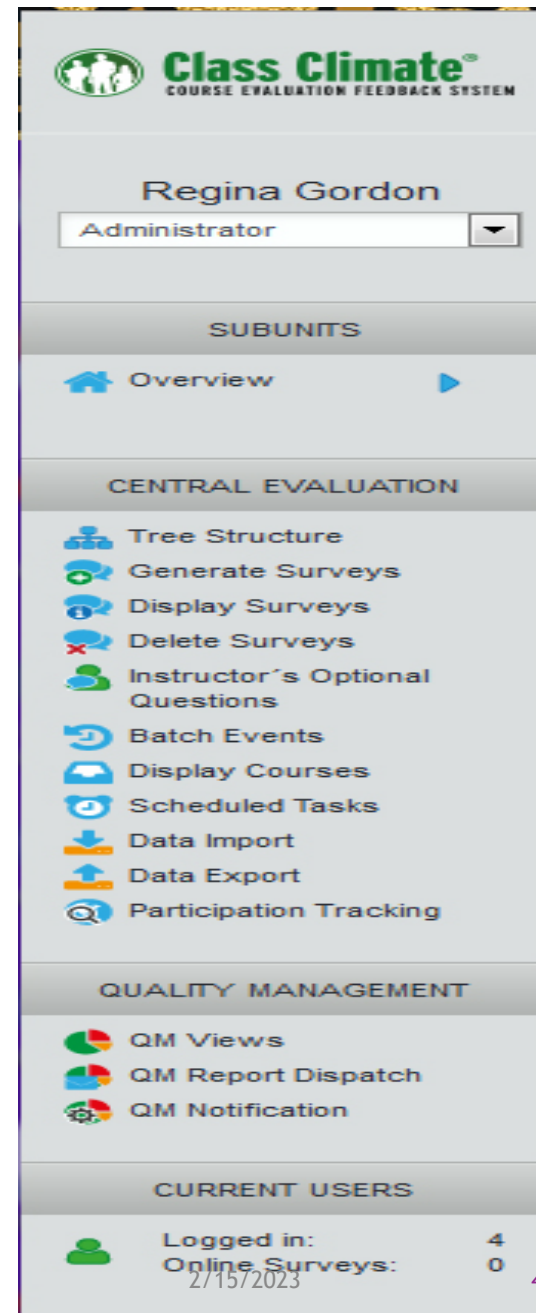 Class Climate®
COURSE EVALUATION FEEDBACK SYSTEM
Regina Gordon
Administrator
SUBUNITS
Overview
CENTRAL EVALUATION
Tree Structure
Generate Surveys
Display Surveys
Delete Surveys
Instructor´s Optional
Questions
Batch Events
Display Courses
Scheduled Tasks
Data Import
Data Export
Participation Tracking
QUALITY MANAGEMENT
QM Views
QM Report Dispatch
QM Notification
CURRENT USERS
Logged in: 4
Online Surveys: 0
2/15/2023